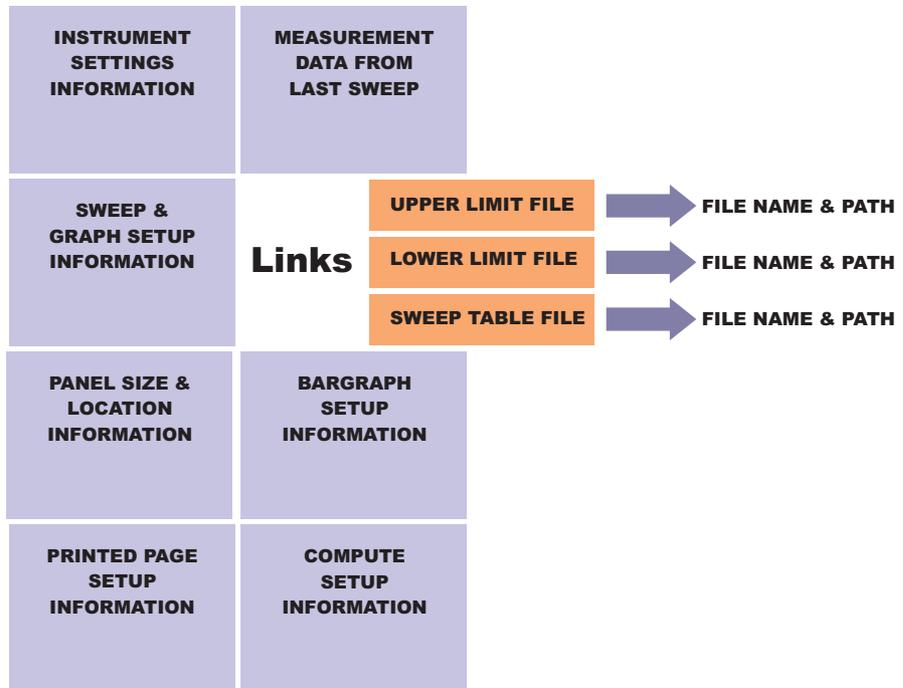 INSTRUMENT
SETTINGS
INFORMATION
MEASUREMENT
DATA FROM
LAST SWEEP
SWEEP &
GRAPH SETUP
INFORMATION
Links
UPPER LIMIT FILE
FILE NAME & PATH
LOWER LIMIT FILE
FILE NAME & PATH
SWEEP TABLE FILE
FILE NAME & PATH
PANEL SIZE &
LOCATION
INFORMATION
BARGRAPH
SETUP
INFORMATION
PRINTED PAGE
SETUP
INFORMATION
COMPUTE
SETUP
INFORMATION